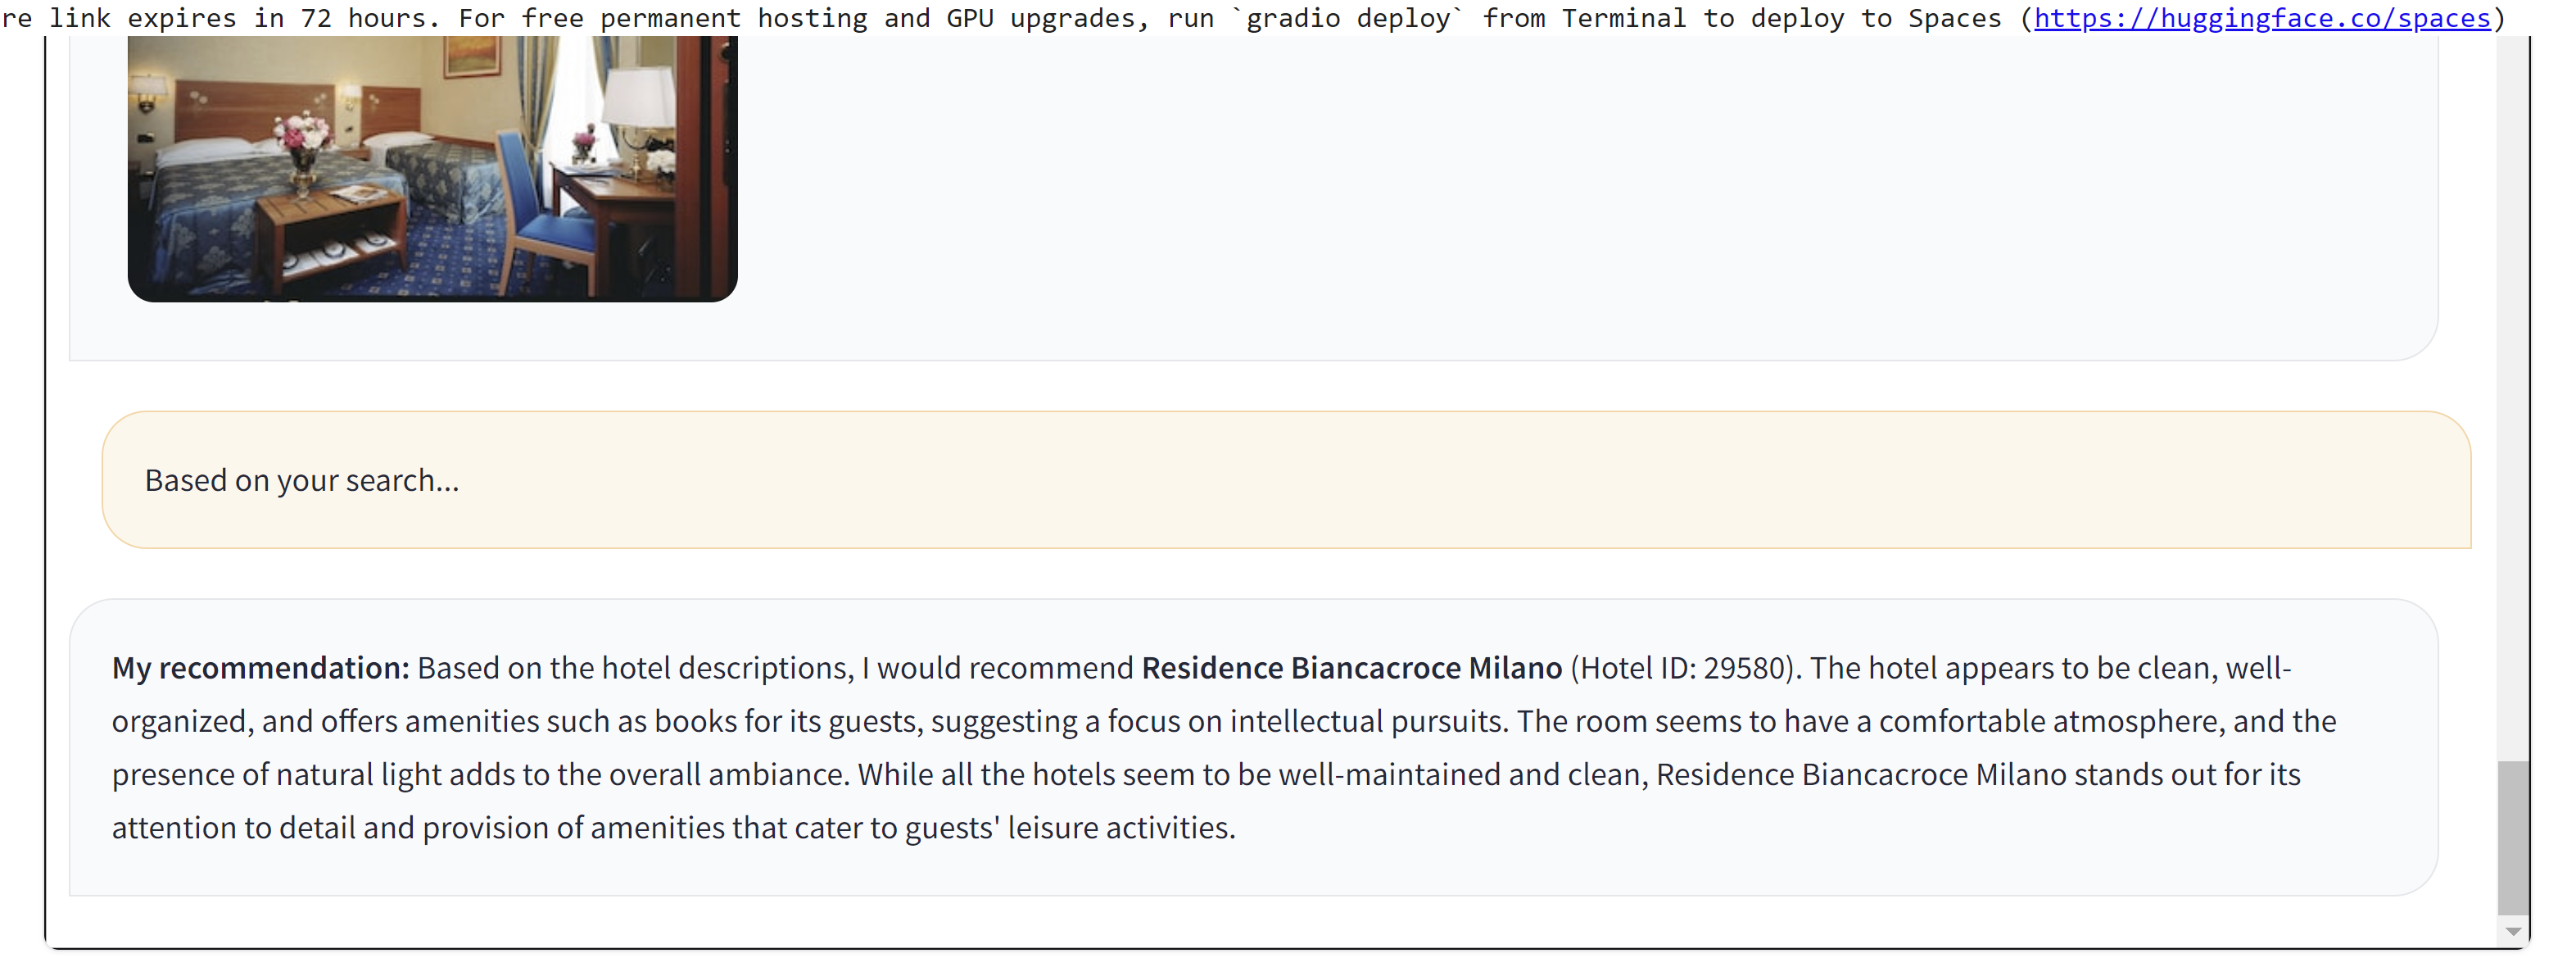 re link expires in 72 hours. For free permanent hosting and GPU upgrades, run `gradio deploy` from Terminal to deploy to Spaces (https://huggingface.co/spaces)
Based on your search...
My recommendation: Based on the hotel descriptions, I would recommend Residence Biancacroce Milano (Hotel ID: 29580). The hotel appears to be clean, well-
organized, and offers amenities such as books for its guests, suggesting a focus on intellectual pursuits. The room seems to have a comfortable atmosphere, and the
presence of natural light adds to the overall ambiance. While all the hotels seem to be well-maintained and clean, Residence Biancacroce Milano stands out for its
attention to detail and provision of amenities that cater to guests' leisure activities.